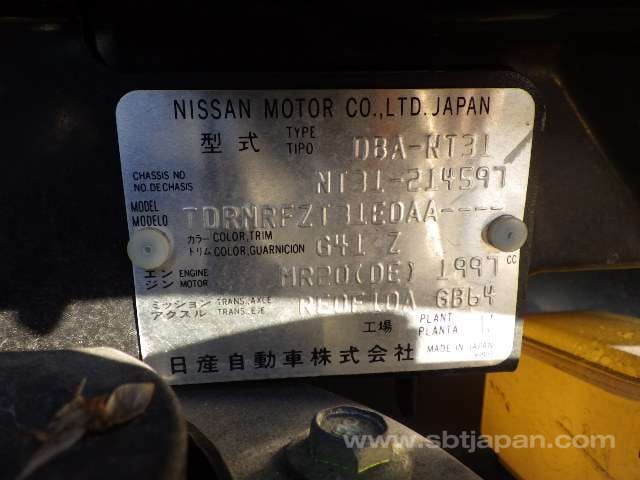 NISSAN MOTOR CO.,LTD. JAPAN
型式 TYPE TIPO DBA-NT31
CHASSIS NO NO. DE CHASIS NT31-214597
MODEL MODELO TDRNRFZT31EDAA----
カラー トリム COLOR, TRIM COLOR, GUARNICION G41 Z
エンジン ENGINE MOTOR MR20(DE) 1997 CC
ミッション アクスル TRANS., AXLE TRANS., EJE RE0F10A GB64
工場 PLANT PLANTA
日産自動車株式会社 MADE IN JAPAN
www.sbtjapan.com